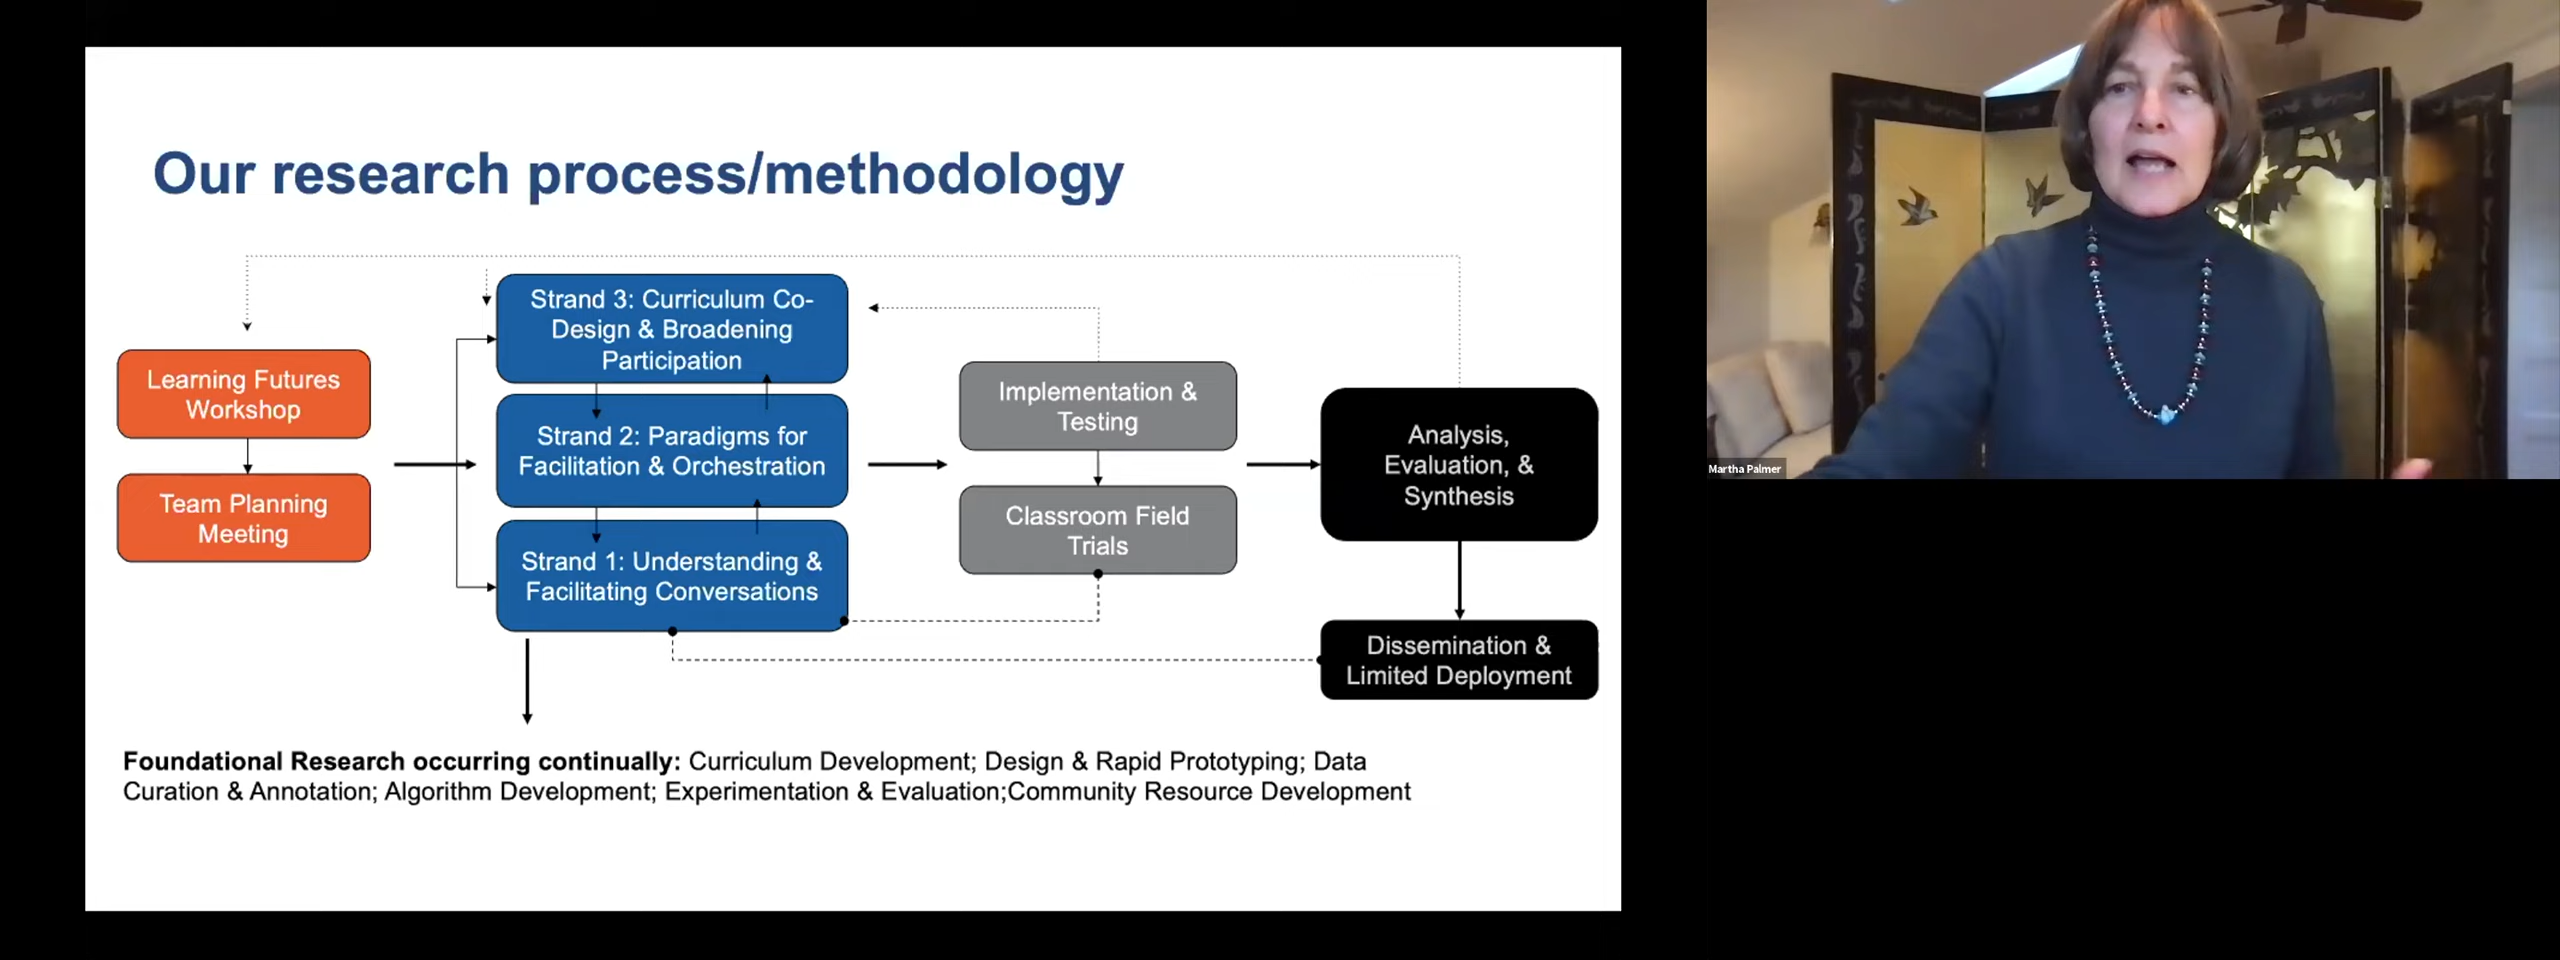 Our research process/methodology
Learning Futures
Workshop
Team Planning
Meeting
Strand 3: Curriculum Co-
Design & Broadening
Participation
Strand 2: Paradigms for
Facilitation & Orchestration
Strand 1: Understanding &
Facilitating Conversations
Implementation &
Testing
Classroom Field
Trials
Analysis,
Evaluation, &
Synthesis
Dissemination &
Limited Deployment
Foundational Research occurring continually: Curriculum Development; Design & Rapid Prototyping; Data
Curation & Annotation; Algorithm Development; Experimentation & Evaluation;Community Resource Development
Martha Palmer